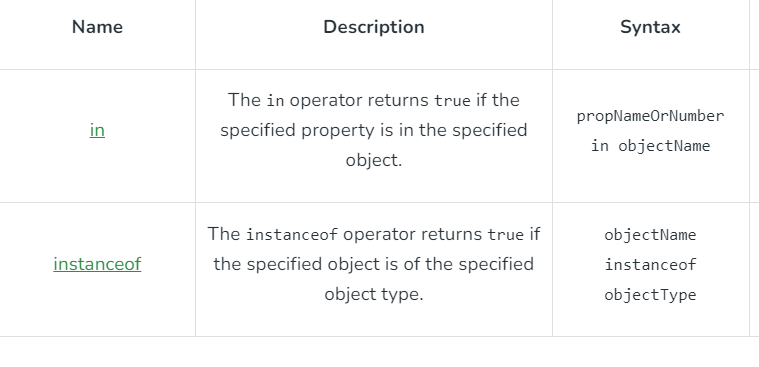 Name Description Syntax
The in operator returns true if the
in specified property is in the specified propNameOrNumber
object. in objectName
The instanceof operator returns true if objectName
instanceof the specified object is of the specified instanceof
object type. objectType